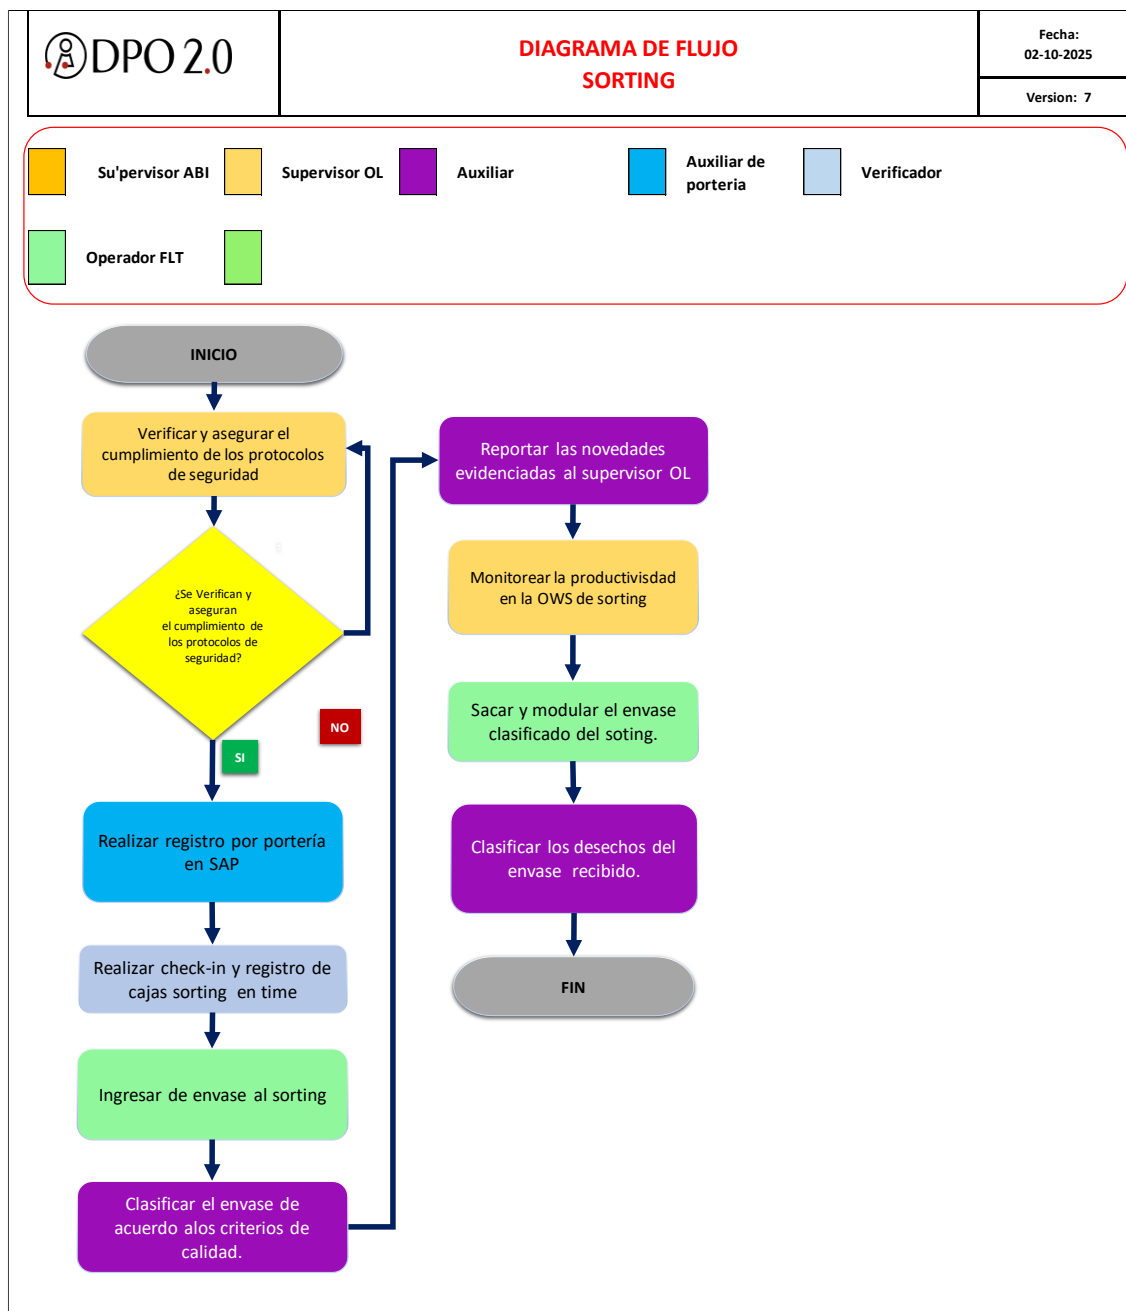 DPO 2.0
DIAGRAMA DE FLUJO
SORTING
Fecha:
02-10-2025
Version: 7
Su'pervisor ABI
Supervisor OL
Auxiliar
Auxiliar de
porteria
Verificador
Operador FLT
INICIO
Verificar y asegurar el
cumplimiento de los protocolos
de seguridad
¿Se Verifican y
aseguran
el cumplimiento de
los protocolos de
seguridad?
NO
SI
Realizar registro por portería
en SAP
Realizar check-in y registro de
cajas sorting en time
Ingresar de envase al sorting
Clasificar el envase de
acuerdo alos criterios de
calidad.
Reportar las novedades
evidenciadas al supervisor OL
Monitorear la productivisdad
en la OWS de sorting
Sacar y modular el envase
clasificado del soting.
Clasificar los desechos del
envase recibido.
FIN